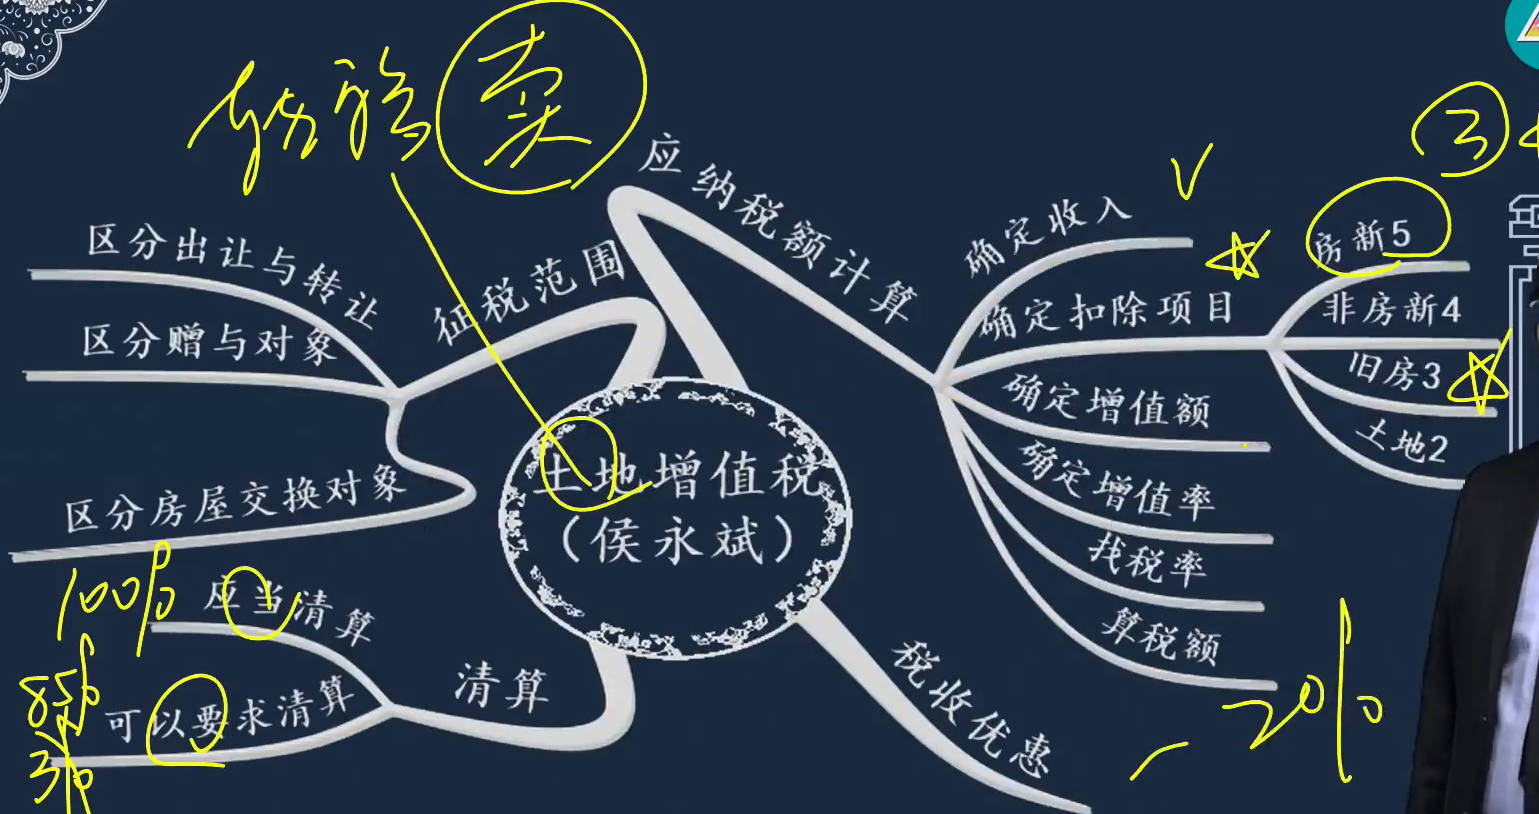 卖
③
应纳税额计算
确定收入
确定扣除项目
房新5
非房新4
旧房3
土地2
确定增值额
确定增值率
找税率
算税额
征税范围
区分出让与转让
区分赠与对象
区分房屋交换对象
土地增值税
（侯永斌）
100%
应当清算
85%
可以要求清算
清算
税收优惠
20%